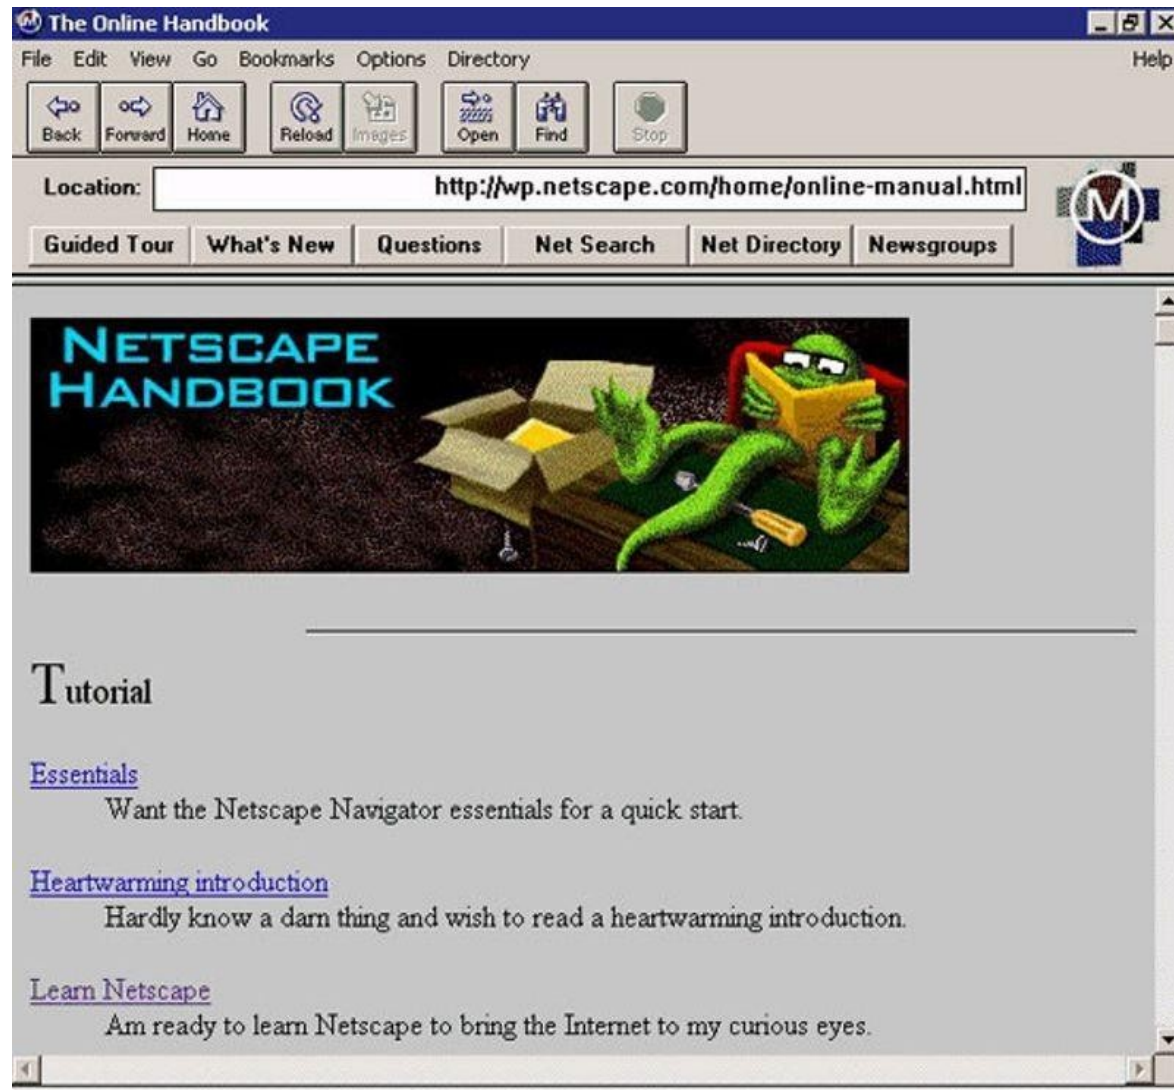 The Online Handbook
File Edit View Go Bookmarks Options Directory Help
Back Forward Home Reload Images Open Find Stop
Location: http://wp.netscape.com/home/online-manual.html
M
Guided Tour What's New Questions Net Search Net Directory Newsgroups
NETSCAPE
HANDBOOK
Tutorial
Essentials
Want the Netscape Navigator essentials for a quick start.
Heartwarming introduction
Hardly know a darn thing and wish to read a heartwarming introduction.
Learn Netscape
Am ready to learn Netscape to bring the Internet to my curious eyes.